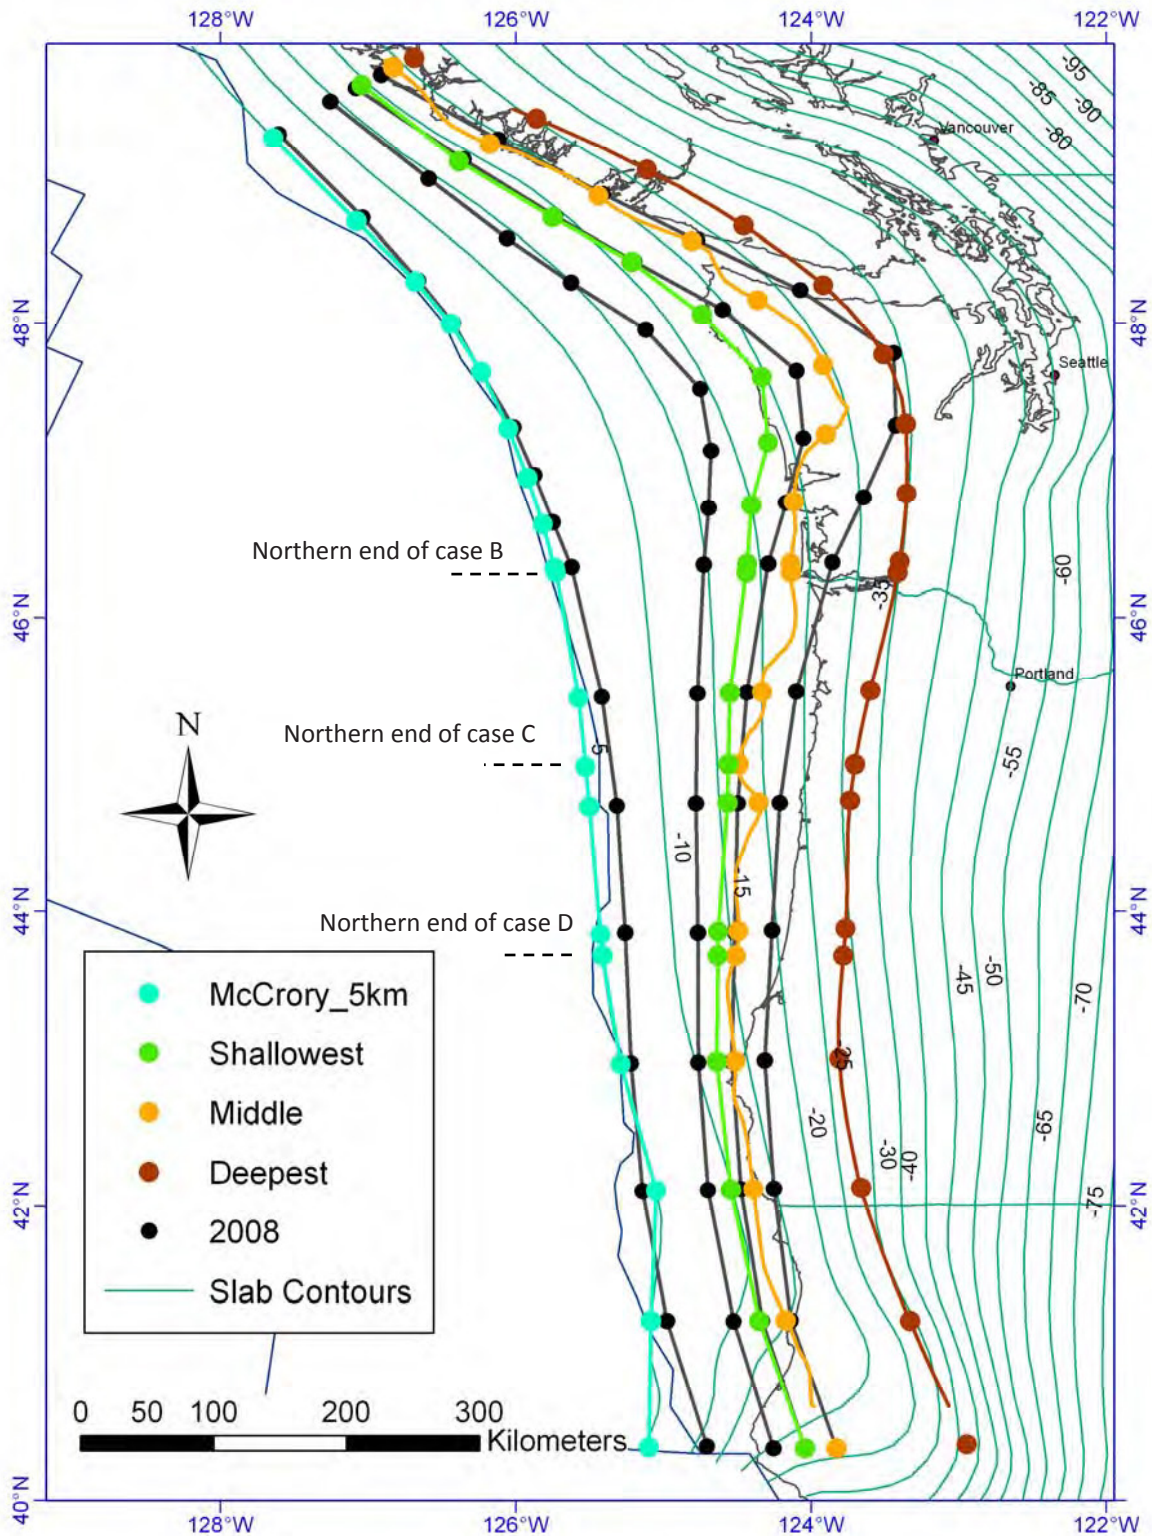 128°W 126°W 124°W 122°W
-95
-85 -90
-80
Vancouver
48°N 48°N
Seattle
Northern end of case B
-60
-35
46°N 46°N
Portland
N
Northern end of case C
5
-55
-10
-15
44°N 44°N
Northern end of case D
-45 -50
-70
McCrory_5km
Shallowest
25
Middle
-20
-65
-30 -40
Deepest
-75
42°N 42°N
2008
Slab Contours
0 50 100 200 300
Kilometers
40°N 40°N
128°W 126°W 124°W 122°W